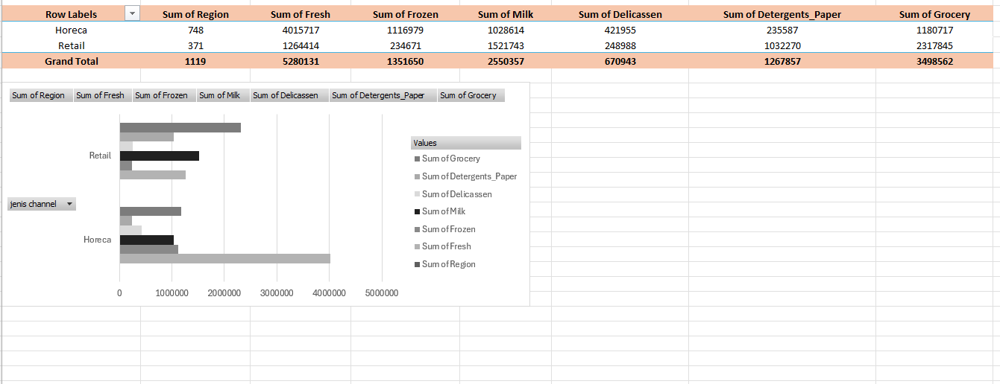 Row Labels Sum of Region Sum of Fresh Sum of Frozen Sum of Milk Sum of Delicassen Sum of Detergents_Paper Sum of Grocery
Horeca 748 4015717 1116979 1028614 421955 235587 1180717
Retail 371 1264414 234671 1521743 248988 1032270 2317845
Grand Total 1119 5280131 1351650 2550357 670943 1267857 3498562
Sum of Region Sum of Fresh Sum of Frozen Sum of Milk Sum of Delicassen Sum of Detergents_Paper Sum of Grocery
Values
Sum of Grocery
Sum of Detergents_Paper
Sum of Delicassen
Sum of Milk
Sum of Frozen
Sum of Fresh
Sum of Region
Retail
jenis channel
Horeca
0 1000000 2000000 3000000 4000000 5000000